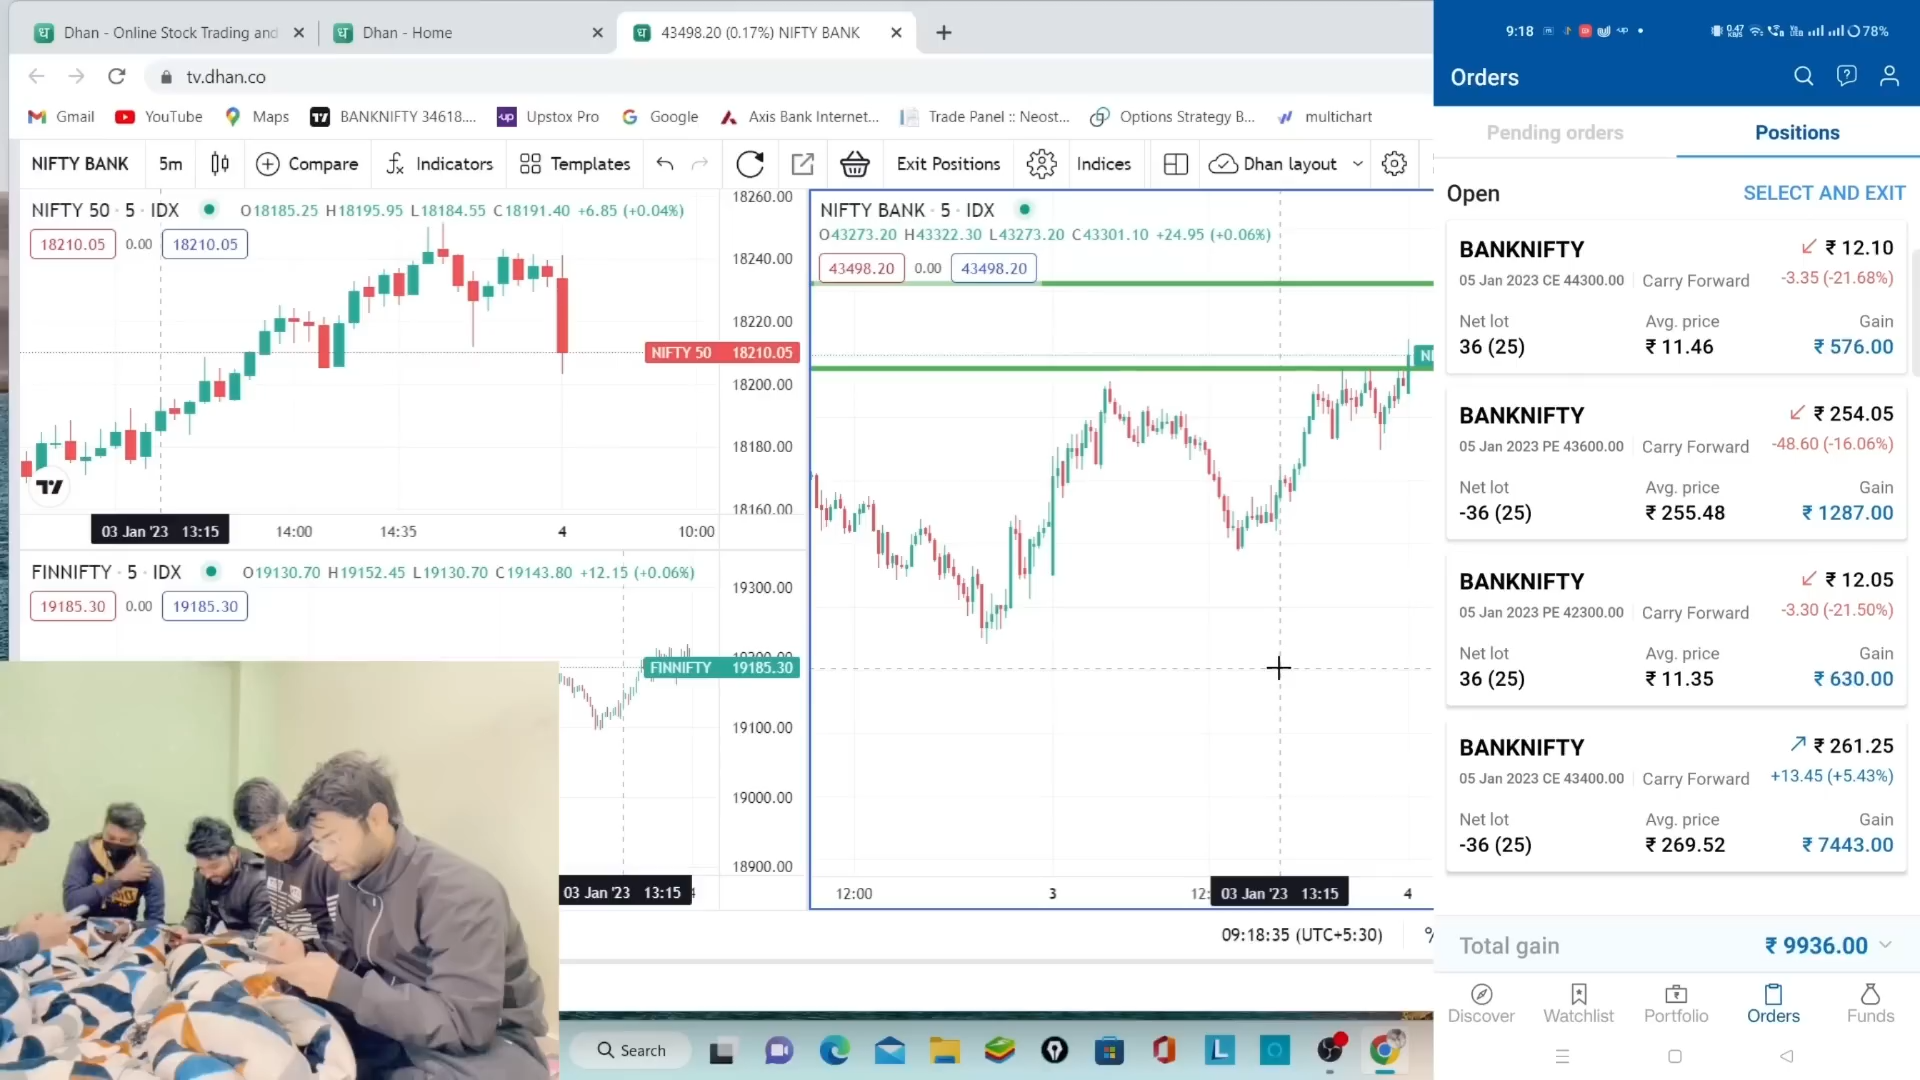 Dhan - Online Stock Trading and
Dhan - Home
43498.20 (0.17%) NIFTY BANK
tv.dhan.co
Gmail
YouTube
Maps
BANKNIFTY 34618....
Upstox Pro
Google
Axis Bank Internet...
Trade Panel :: Neost...
Options Strategy B...
multichart
NIFTY BANK
5m
Compare
Indicators
Templates
Exit Positions
Indices
Dhan layout
NIFTY 50 · 5 · IDX
O18185.25 H18195.95 L18184.55 C18191.40 +6.85 (+0.04%)
18210.05
0.00
18210.05
18260.00
18240.00
18220.00
NIFTY 50 18210.05
18200.00
18180.00
18160.00
03 Jan '23 13:15
14:00
14:35
4
10:00
FINNIFTY · 5 · IDX
O19130.70 H19152.45 L19130.70 C19143.80 +12.15 (+0.06%)
19185.30
0.00
19185.30
19300.00
FINNIFTY 19185.30
19100.00
19000.00
18900.00
03 Jan '23 13:15
NIFTY BANK · 5 · IDX
O43273.20 H43322.30 L43273.20 C43301.10 +24.95 (+0.06%)
43498.20
0.00
43498.20
12:00
3
03 Jan '23 13:15
4
09:18:35 (UTC+5:30)
%
Search
9:18
78%
Orders
Pending orders
Positions
Open
SELECT AND EXIT
BANKNIFTY
₹ 12.10
05 Jan 2023 CE 44300.00
Carry Forward
-3.35 (-21.68%)
Net lot
Avg. price
Gain
36 (25)
₹ 11.46
₹ 576.00
BANKNIFTY
₹ 254.05
05 Jan 2023 PE 43600.00
Carry Forward
-48.60 (-16.06%)
Net lot
Avg. price
Gain
-36 (25)
₹ 255.48
₹ 1287.00
BANKNIFTY
₹ 12.05
05 Jan 2023 PE 42300.00
Carry Forward
-3.30 (-21.50%)
Net lot
Avg. price
Gain
36 (25)
₹ 11.35
₹ 630.00
BANKNIFTY
₹ 261.25
05 Jan 2023 CE 43400.00
Carry Forward
+13.45 (+5.43%)
Net lot
Avg. price
Gain
-36 (25)
₹ 269.52
₹ 7443.00
Total gain
₹ 9936.00
Discover
Watchlist
Portfolio
Orders
Funds